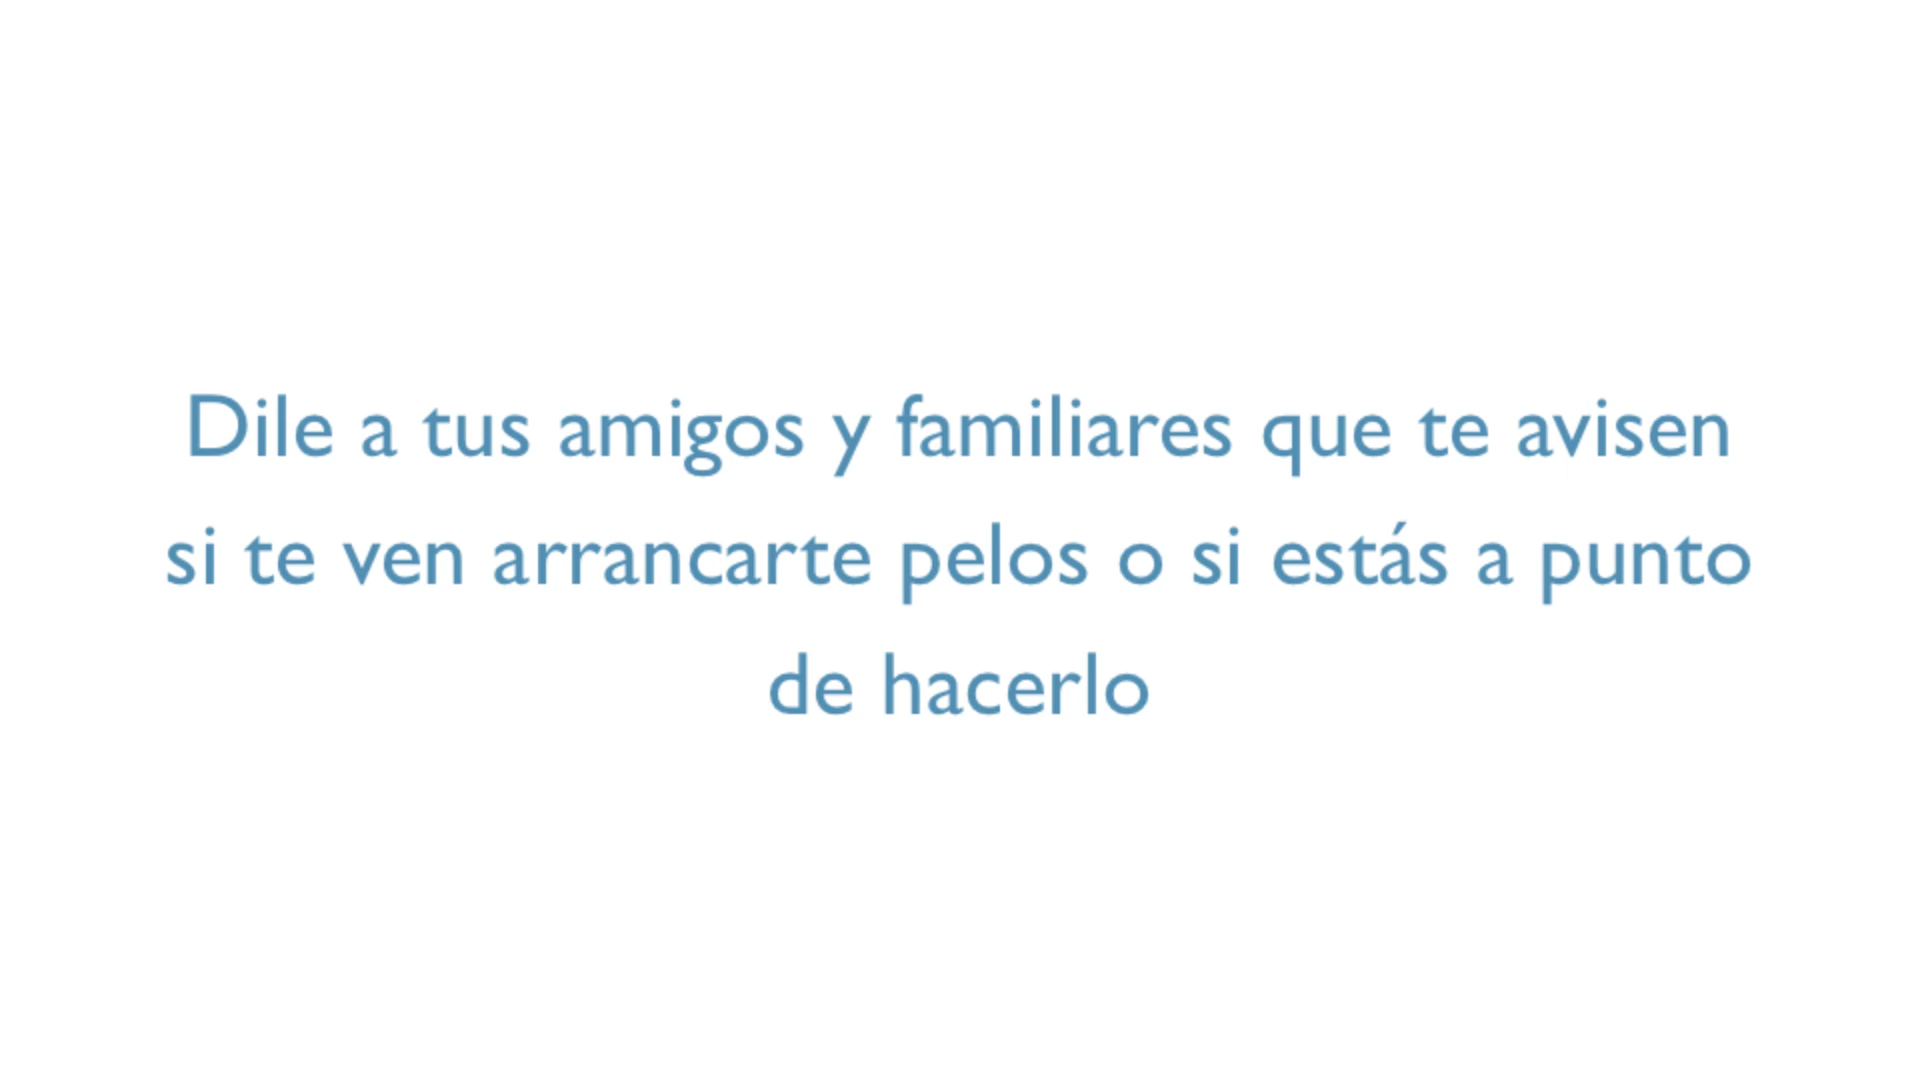 Dile a tus amigos y familiares que te avisen
si te ven arrancarte pelos o si estás a punto
de hacerlo